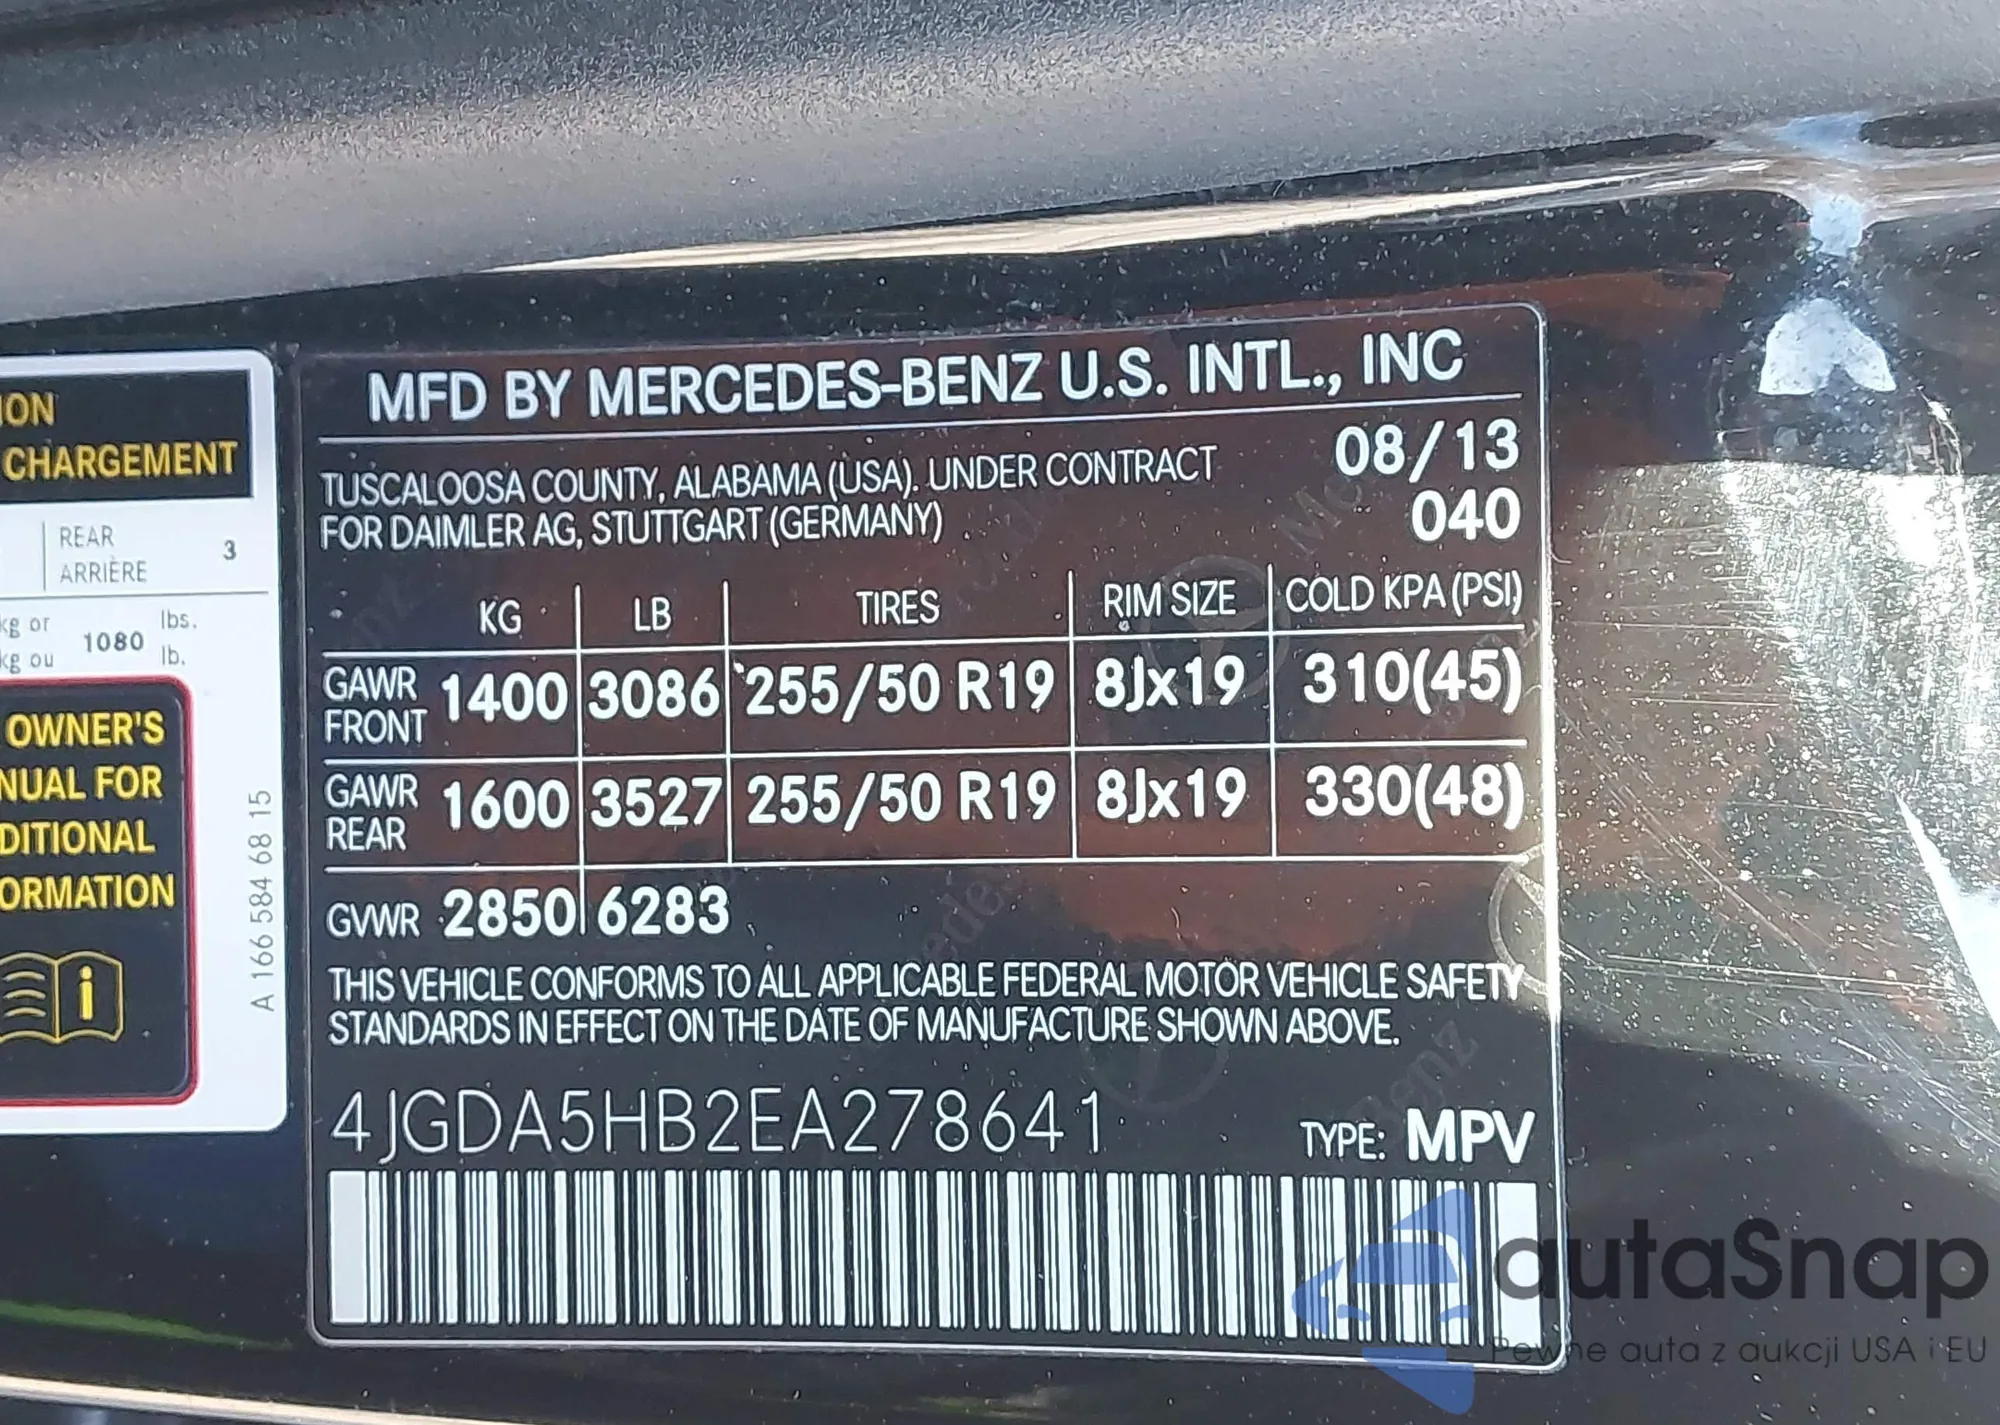 ION
CHARGEMENT
REAR
ARRIÈRE 3
kg or
kg ou 1080 lbs.
lb.
OWNER'S
NUAL FOR
DITIONAL
ORMATION
i
A 166 584 68 15
MFD BY MERCEDES-BENZ U.S. INTL., INC
TUSCALOOSA COUNTY, ALABAMA (USA). UNDER CONTRACT
FOR DAIMLER AG, STUTTGART (GERMANY)
08/13
040
KG LB TIRES RIM SIZE COLD KPA (PSI)
GAWR FRONT 1400 3086 255/50 R19 8Jx19 310(45)
GAWR REAR 1600 3527 255/50 R19 8Jx19 330(48)
GVWR 2850 6283
THIS VEHICLE CONFORMS TO ALL APPLICABLE FEDERAL MOTOR VEHICLE SAFETY
STANDARDS IN EFFECT ON THE DATE OF MANUFACTURE SHOWN ABOVE.
4JGDA5HB2EA278641
TYPE: MPV
autaSnap
Pewne auta z aukcji USA i EU